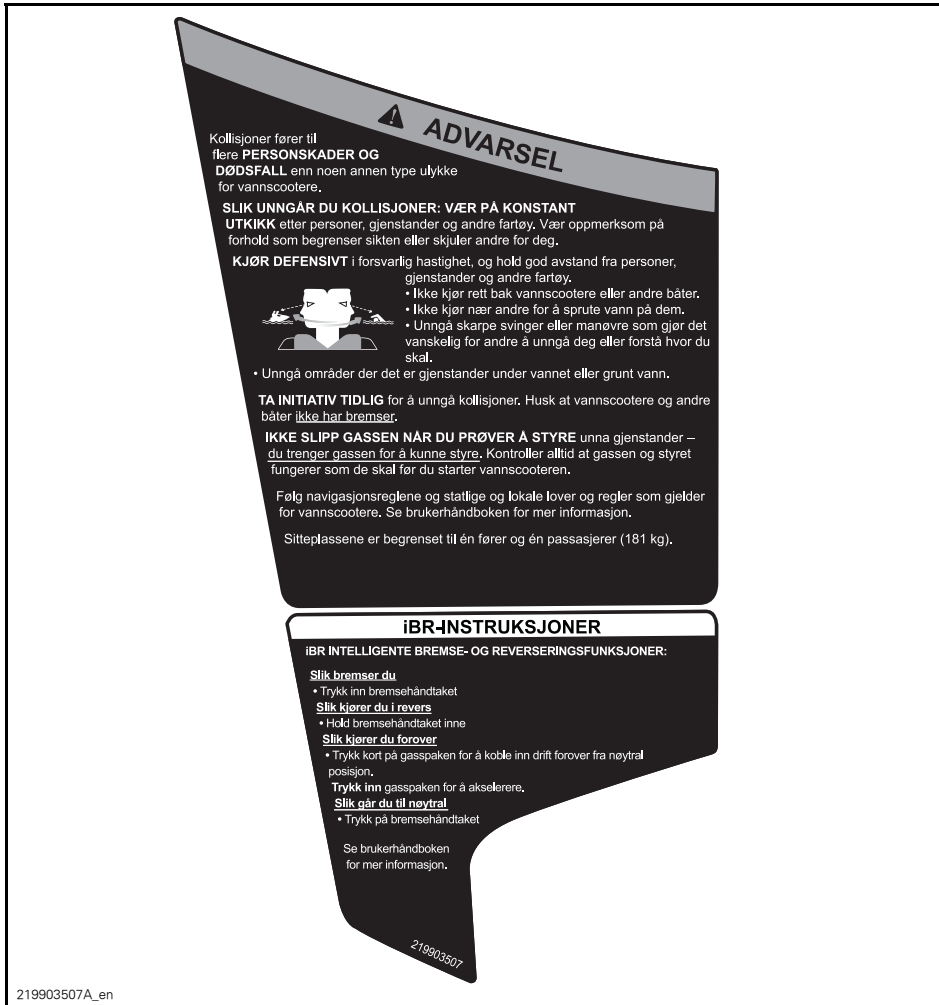 ADVARSEL
Kollisjoner fører til
flere PERSONSKADER OG
DØDSFALL enn noen annen type ulykke
for vannscootere.
SLIK UNNGÅR DU KOLLISJONER: VÆR PÅ KONSTANT
UTKIKK etter personer, gjenstander og andre fartøy. Vær oppmerksom på
forhold som begrenser sikten eller skjuler andre for deg.
KJØR DEFENSIVT i forsvarlig hastighet, og hold god avstand fra personer,
gjenstander og andre fartøy.
• Ikke kjør rett bak vannscootere eller andre båter.
• Ikke kjør nær andre for å sprute vann på dem.
• Unngå skarpe svinger eller manøvre som gjør det
vanskelig for andre å unngå deg eller forstå hvor du
skal.
• Unngå områder der det er gjenstander under vannet eller grunt vann.
TA INITIATIV TIDLIG for å unngå kollisjoner. Husk at vannscootere og andre
båter ikke har bremser.
IKKE SLIPP GASSEN NÅR DU PRØVER Å STYRE unna gjenstander –
du trenger gassen for å kunne styre. Kontroller alltid at gassen og styret
fungerer som de skal før du starter vannscooteren.
Følg navigasjonsreglene og statlige og lokale lover og regler som gjelder
for vannscootere. Se brukerhåndboken for mer informasjon.
Sitteplassene er begrenset til én fører og én passasjerer (181 kg).
iBR-INSTRUKSJONER
iBR INTELLIGENTE BREMSE- OG REVERSERINGSFUNKSJONER:
Slik bremser du
• Trykk inn bremsehåndtaket
Slik kjører du i revers
• Hold bremsehåndtaket inne
Slik kjører du forover
• Trykk kort på gasspaken for å koble inn drift forover fra nøytral
posisjon.
Trykk inn gasspaken for å akselerere.
Slik går du til nøytral
• Trykk på bremsehåndtaket
Se brukerhåndboken
for mer informasjon.
219903507
219903507A_en